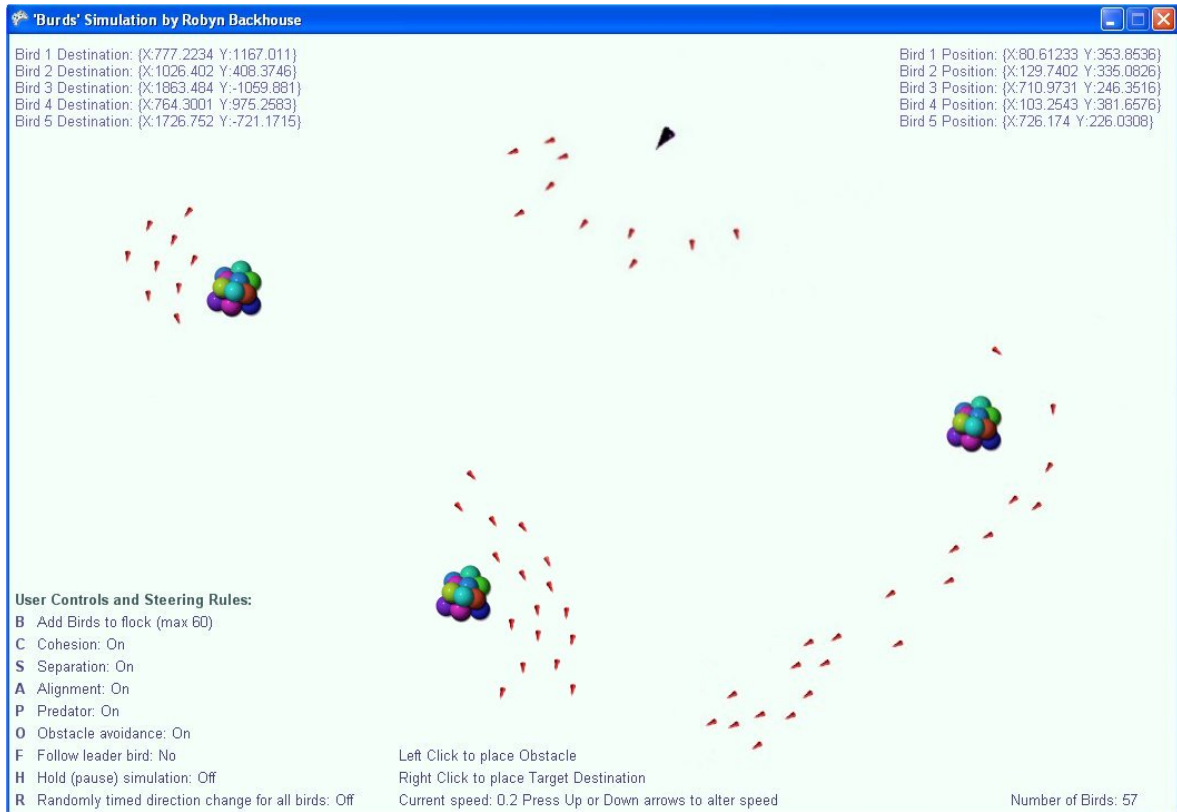 'Burds' Simulation by Robyn Backhouse
Bird 1 Destination: {X:777.2234 Y:1167.011}
Bird 2 Destination: {X:1026.402 Y:408.3746}
Bird 3 Destination: {X:1863.484 Y:-1059.881}
Bird 4 Destination: {X:764.3001 Y:975.2583}
Bird 5 Destination: {X:1726.752 Y:-721.1715}
Bird 1 Position: {X:80.61233 Y:353.8536}
Bird 2 Position: {X:129.7402 Y:335.0826}
Bird 3 Position: {X:710.9731 Y:246.3516}
Bird 4 Position: {X:103.2543 Y:381.6576}
Bird 5 Position: {X:726.174 Y:226.0308}
User Controls and Steering Rules:
B Add Birds to flock (max 60)
C Cohesion: On
S Separation: On
A Alignment: On
P Predator: On
O Obstacle avoidance: On
F Follow leader bird: No
H Hold (pause) simulation: Off
R Randomly timed direction change for all birds: Off
Left Click to place Obstacle
Right Click to place Target Destination
Current speed: 0.2 Press Up or Down arrows to alter speed
Number of Birds: 57